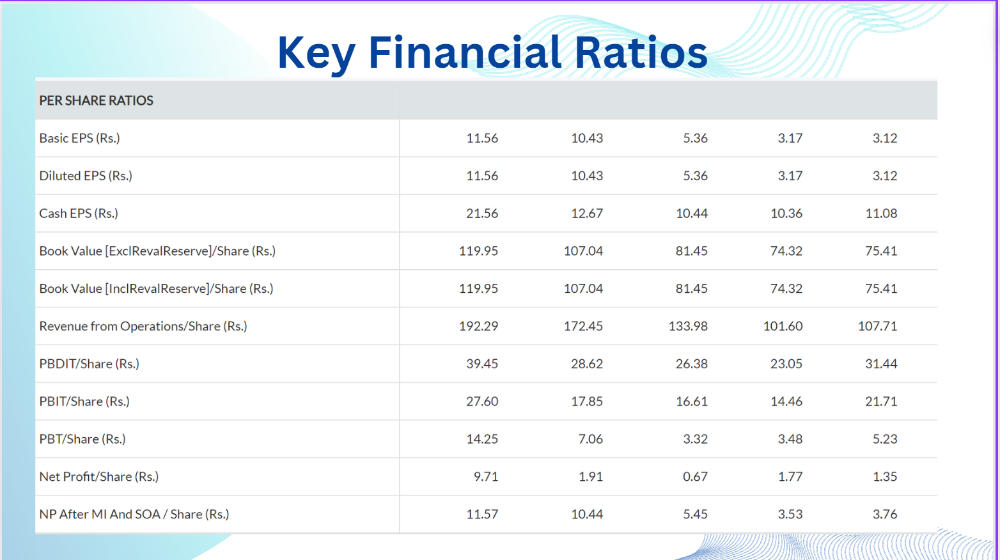 Key Financial Ratios
PER SHARE RATIOS
Basic EPS (Rs.) 11.56 10.43 5.36 3.17 3.12
Diluted EPS (Rs.) 11.56 10.43 5.36 3.17 3.12
Cash EPS (Rs.) 21.56 12.67 10.44 10.36 11.08
Book Value [ExclRevalReserve]/Share (Rs.) 119.95 107.04 81.45 74.32 75.41
Book Value [InclRevalReserve]/Share (Rs.) 119.95 107.04 81.45 74.32 75.41
Revenue from Operations/Share (Rs.) 192.29 172.45 133.98 101.60 107.71
PBDIT/Share (Rs.) 39.45 28.62 26.38 23.05 31.44
PBIT/Share (Rs.) 27.60 17.85 16.61 14.46 21.71
PBT/Share (Rs.) 14.25 7.06 3.32 3.48 5.23
Net Profit/Share (Rs.) 9.71 1.91 0.67 1.77 1.35
NP After MI And SOA / Share (Rs.) 11.57 10.44 5.45 3.53 3.76